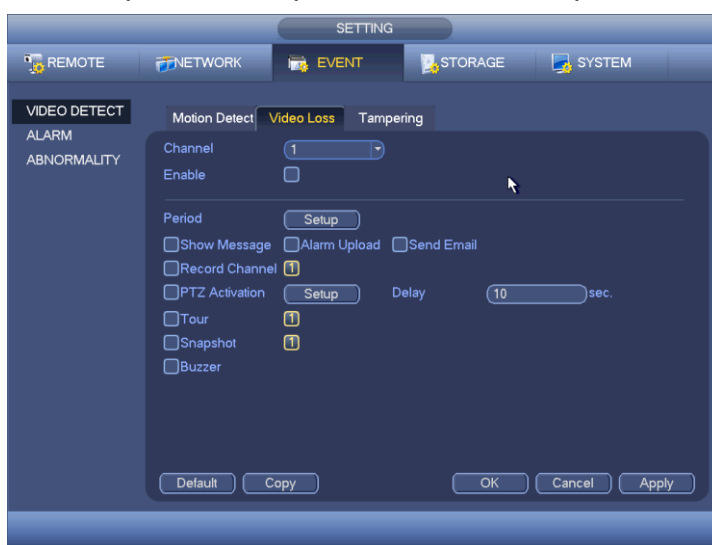 SETTING
REMOTE NETWORK EVENT STORAGE SYSTEM
VIDEO DETECT
ALARM
ABNORMALITY
Motion Detect Video Loss Tampering
Channel 1
Enable
Period Setup
Show Message Alarm Upload Send Email
Record Channel 1
PTZ Activation Setup Delay 10 sec.
Tour 1
Snapshot 1
Buzzer
Default Copy OK Cancel Apply